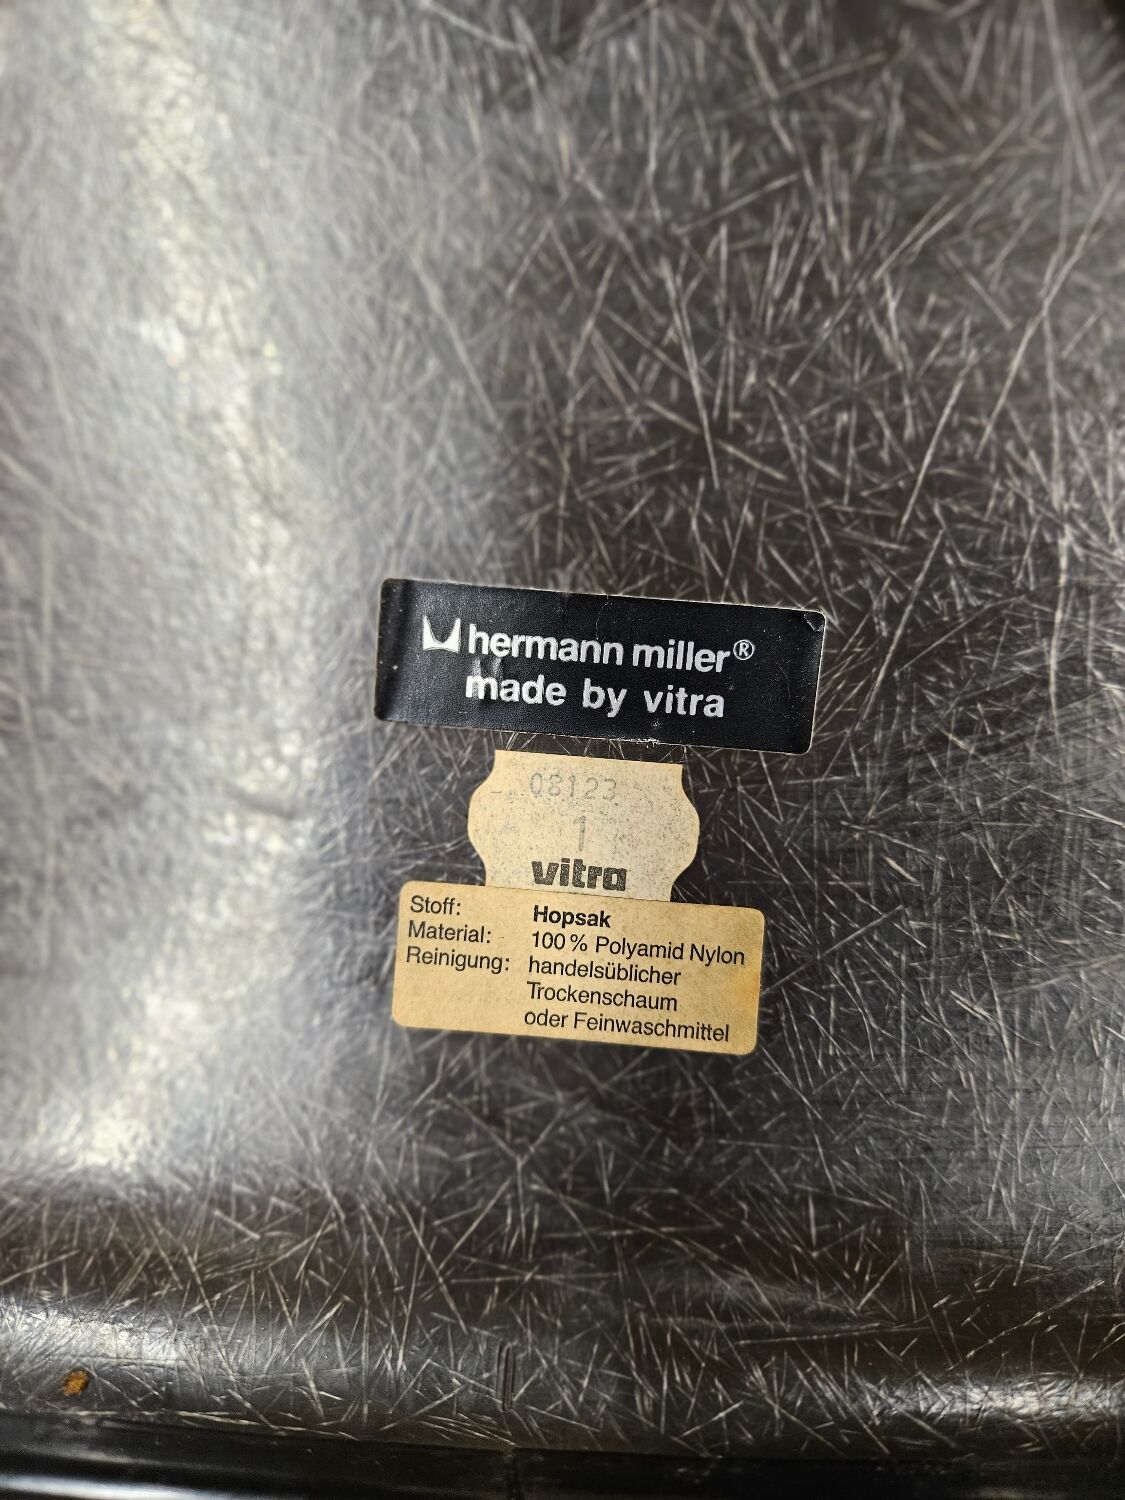 hermann miller®
made by vitra
08123
1
vitra
Stoff: Hopsak
Material: 100 % Polyamid Nylon
Reinigung: handelsüblicher
Trockenschaum
oder Feinwaschmittel